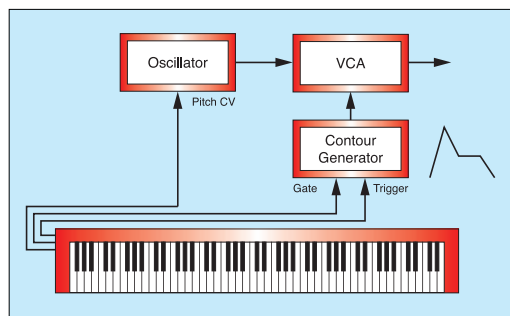 Oscillator
VCA
Pitch CV
Contour
Generator
Gate
Trigger